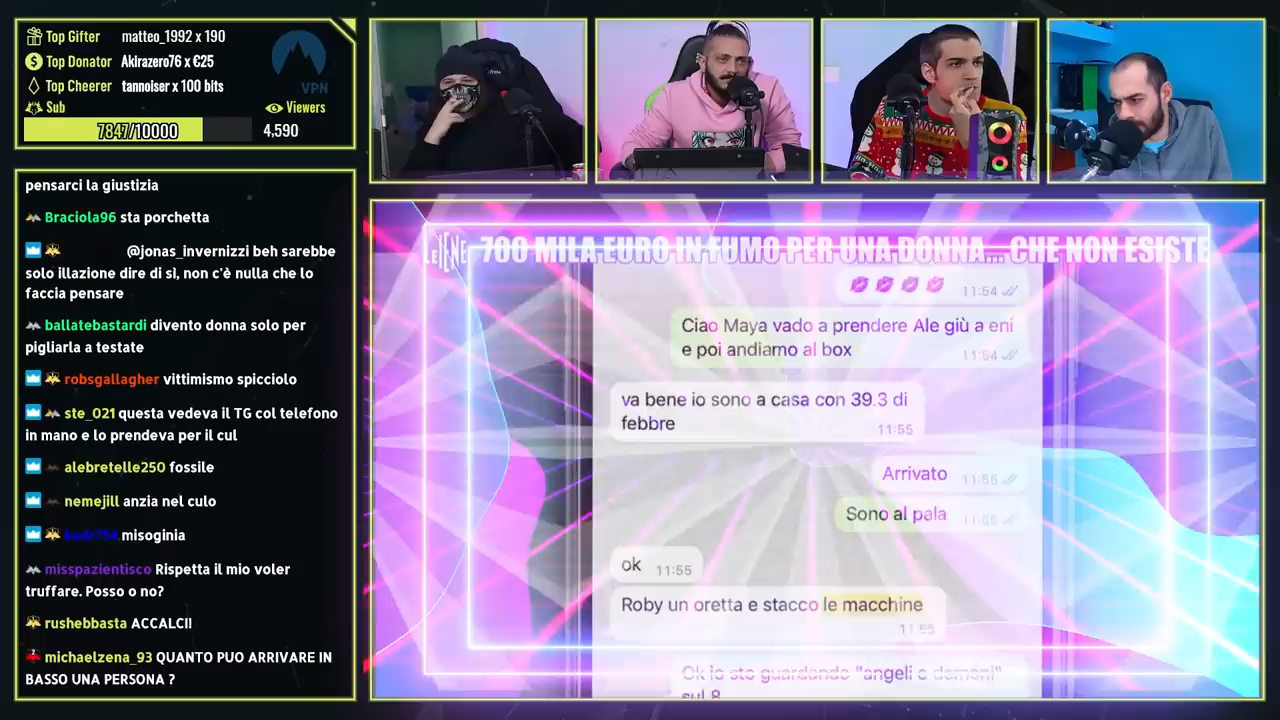 Top Gifter matteo_1992 x 190
Top Donator Akirazero76 x €25
Top Cheerer tannoiser x 100 bits
VPN
Sub
Viewers
7847/10000
4,590
pensarci la giustizia
Braciola96 sta porchetta
@jonas_invernizzi beh sarebbe
solo illazione dire di sì, non c'è nulla che lo
faccia pensare
ballatebastardi divento donna solo per
pigliarla a testate
robsgallagher vittimismo spicciolo
ste_021 questa vedeva il TG col telefono
in mano e lo prendeva per il cul
alebretelle250 fossile
nemejill anzia nel culo
badr754 misoginia
misspazientisco Rispetta il mio voler
truffare. Posso o no?
rushebbasta ACCALCI!
michaelzena_93 QUANTO PUO ARRIVARE IN
BASSO UNA PERSONA ?
LE IENE 700 MILA EURO IN FUMO PER UNA DONNA... CHE NON ESISTE
11:54
Ciao Maya vado a prendere Ale giù a eni
e poi andiamo al box
11:54
va bene io sono a casa con 39.3 di
febbre
11:55
Arrivato
Sono al pala
ok 11:55
Roby un oretta e stacco le macchine
11:55
Ok io sto guardando "angeli e demoni"
sul 8